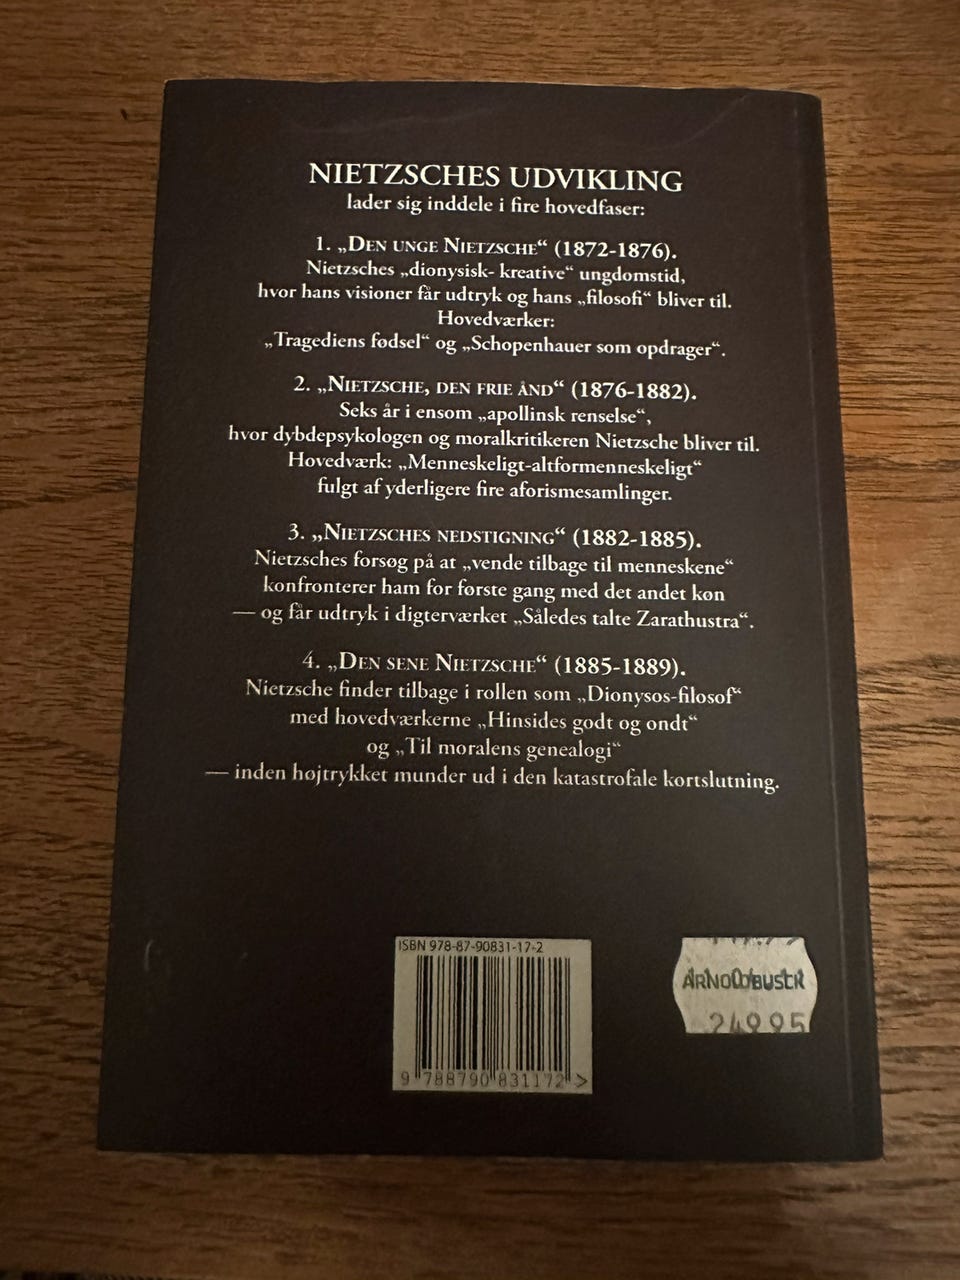 NIETZSCHES UDVIKLING
lader sig inddele i fire hovedfaser:
1. „DEN UNGE NIETZSCHE“ (1872-1876).
Nietzsches „dionysisk- kreative“ ungdomstid,
hvor hans visioner får udtryk og hans „filosofi“ bliver til.
Hovedværker:
„Tragediens fødsel“ og „Schopenhauer som opdrager“.
2. „NIETZSCHE, DEN FRIE ÅND“ (1876-1882).
Seks år i ensom „apollinsk renselse“,
hvor dybdepsykologen og moralkritikeren Nietzsche bliver til.
Hovedværk: „Menneskeligt-altformenneskeligt“
fulgt af yderligere fire aforismesamlinger.
3. „NIETZSCHES NEDSTIGNING“ (1882-1885).
Nietzsches forsøg på at „vende tilbage til menneskene“
konfronterer ham for første gang med det andet køn
— og får udtryk i digterværket „Således talte Zarathustra“.
4. „DEN SENE NIETZSCHE“ (1885-1889).
Nietzsche finder tilbage i rollen som „Dionysos-filosof“
med hovedværkerne „Hinsides godt og ondt“
og „Til moralens genealogi“
— inden højtrykket munder ud i den katastrofale kortslutning.
ISBN 978-87-90831-17-2
9 788790 831172 >
ARNOLD BUSCK
249 95